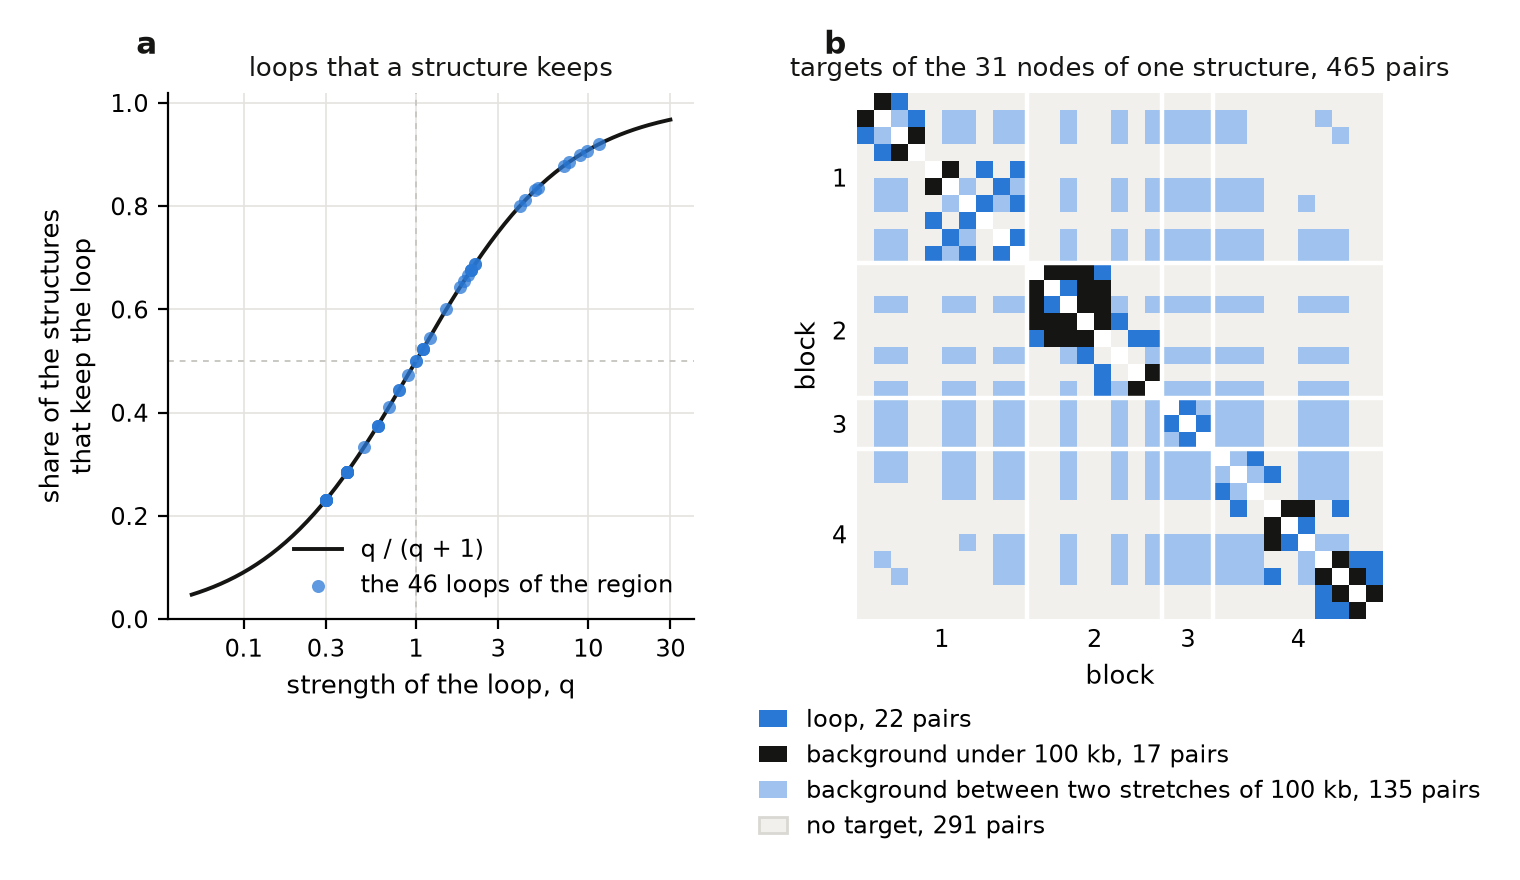 a
loops that a structure keeps
share of the structures
that keep the loop
1.0
0.8
0.6
0.4
0.2
0.0
q / (q + 1)
the 46 loops of the region
0.1 0.3 1 3 10 30
strength of the loop, q
b
targets of the 31 nodes of one structure, 465 pairs
block
1
2
3
4
1 2 3 4
block
loop, 22 pairs
background under 100 kb, 17 pairs
background between two stretches of 100 kb, 135 pairs
no target, 291 pairs